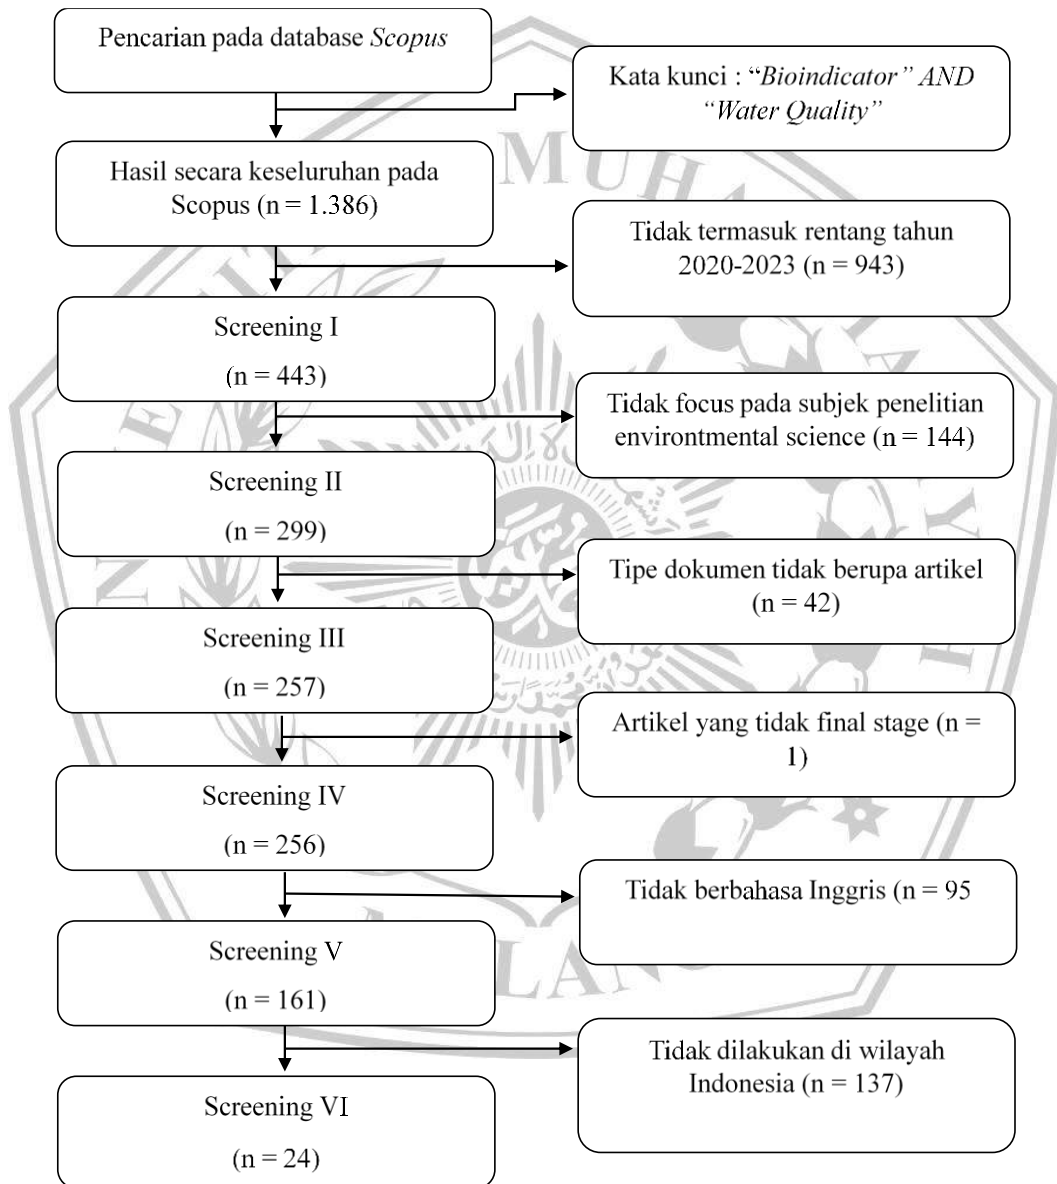 Pencarian pada database Scopus
Kata kunci : “Bioindicator” AND
“Water Quality”
Hasil secara keseluruhan pada
Scopus (n = 1.386)
Tidak termasuk rentang tahun
2020-2023 (n = 943)
Screening I
(n = 443)
Tidak focus pada subjek penelitian
environtmental science (n = 144)
Screening II
(n = 299)
Tipe dokumen tidak berupa artikel
(n = 42)
Screening III
(n = 257)
Artikel yang tidak final stage (n =
1)
Screening IV
(n = 256)
Tidak berbahasa Inggris (n = 95
Screening V
(n = 161)
Tidak dilakukan di wilayah
Indonesia (n = 137)
Screening VI
(n = 24)